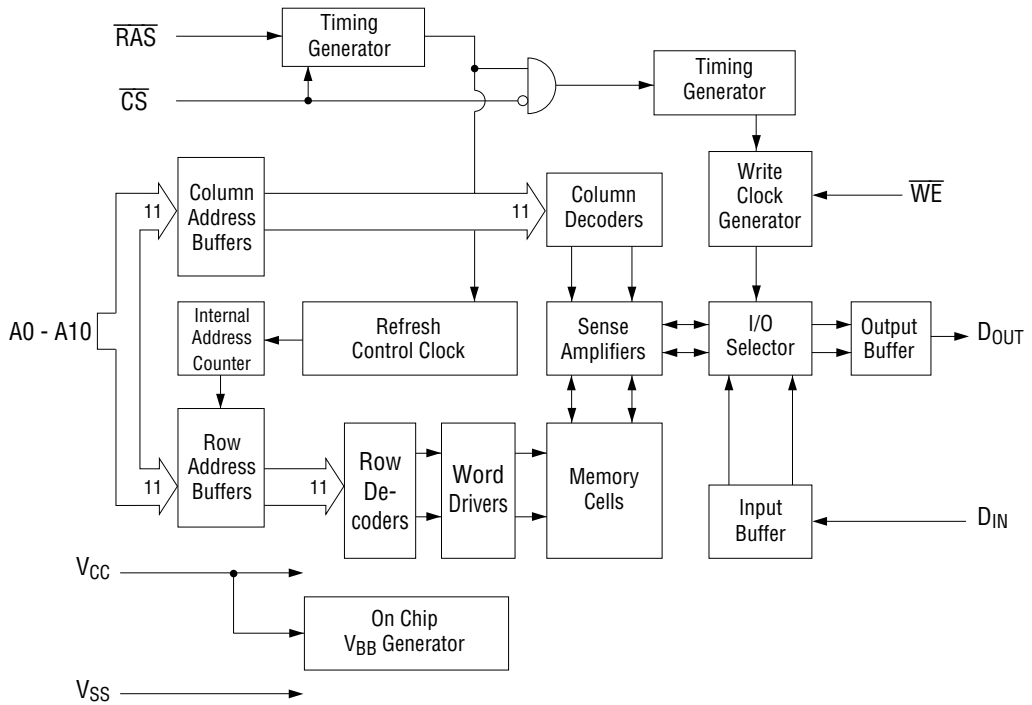 RAS
Timing
Generator
CS
Timing
Generator
Column
Address
Buffers
11
11
Column
Decoders
Write
Clock
Generator
WE
A0 - A10
Internal
Address
Counter
Refresh
Control Clock
Sense
Amplifiers
I/O
Selector
Output
Buffer
DOUT
11
Row
Address
Buffers
11
Row
De-
coders
Word
Drivers
Memory
Cells
Input
Buffer
DIN
VCC
On Chip
VBB Generator
VSS